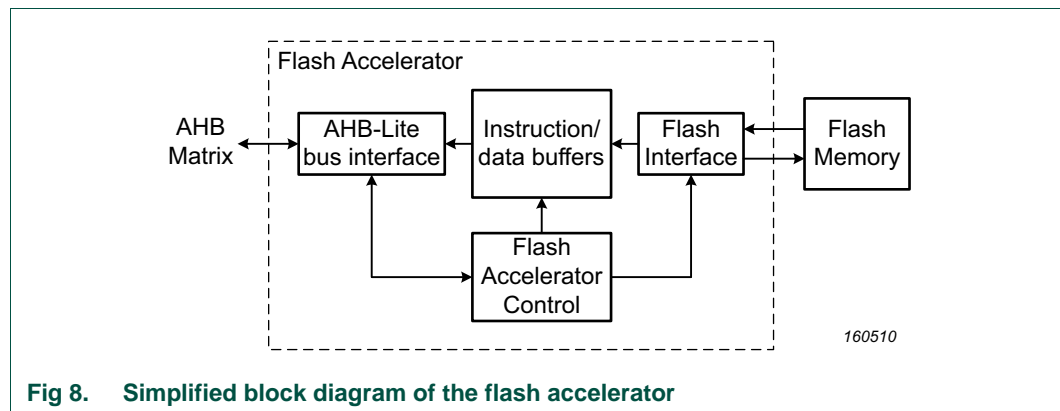 Flash Accelerator
AHB
Matrix
AHB-Lite
bus interface
Instruction/
data buffers
Flash
Interface
Flash
Memory
Flash
Accelerator
Control
160510
Fig 8. Simplified block diagram of the flash accelerator